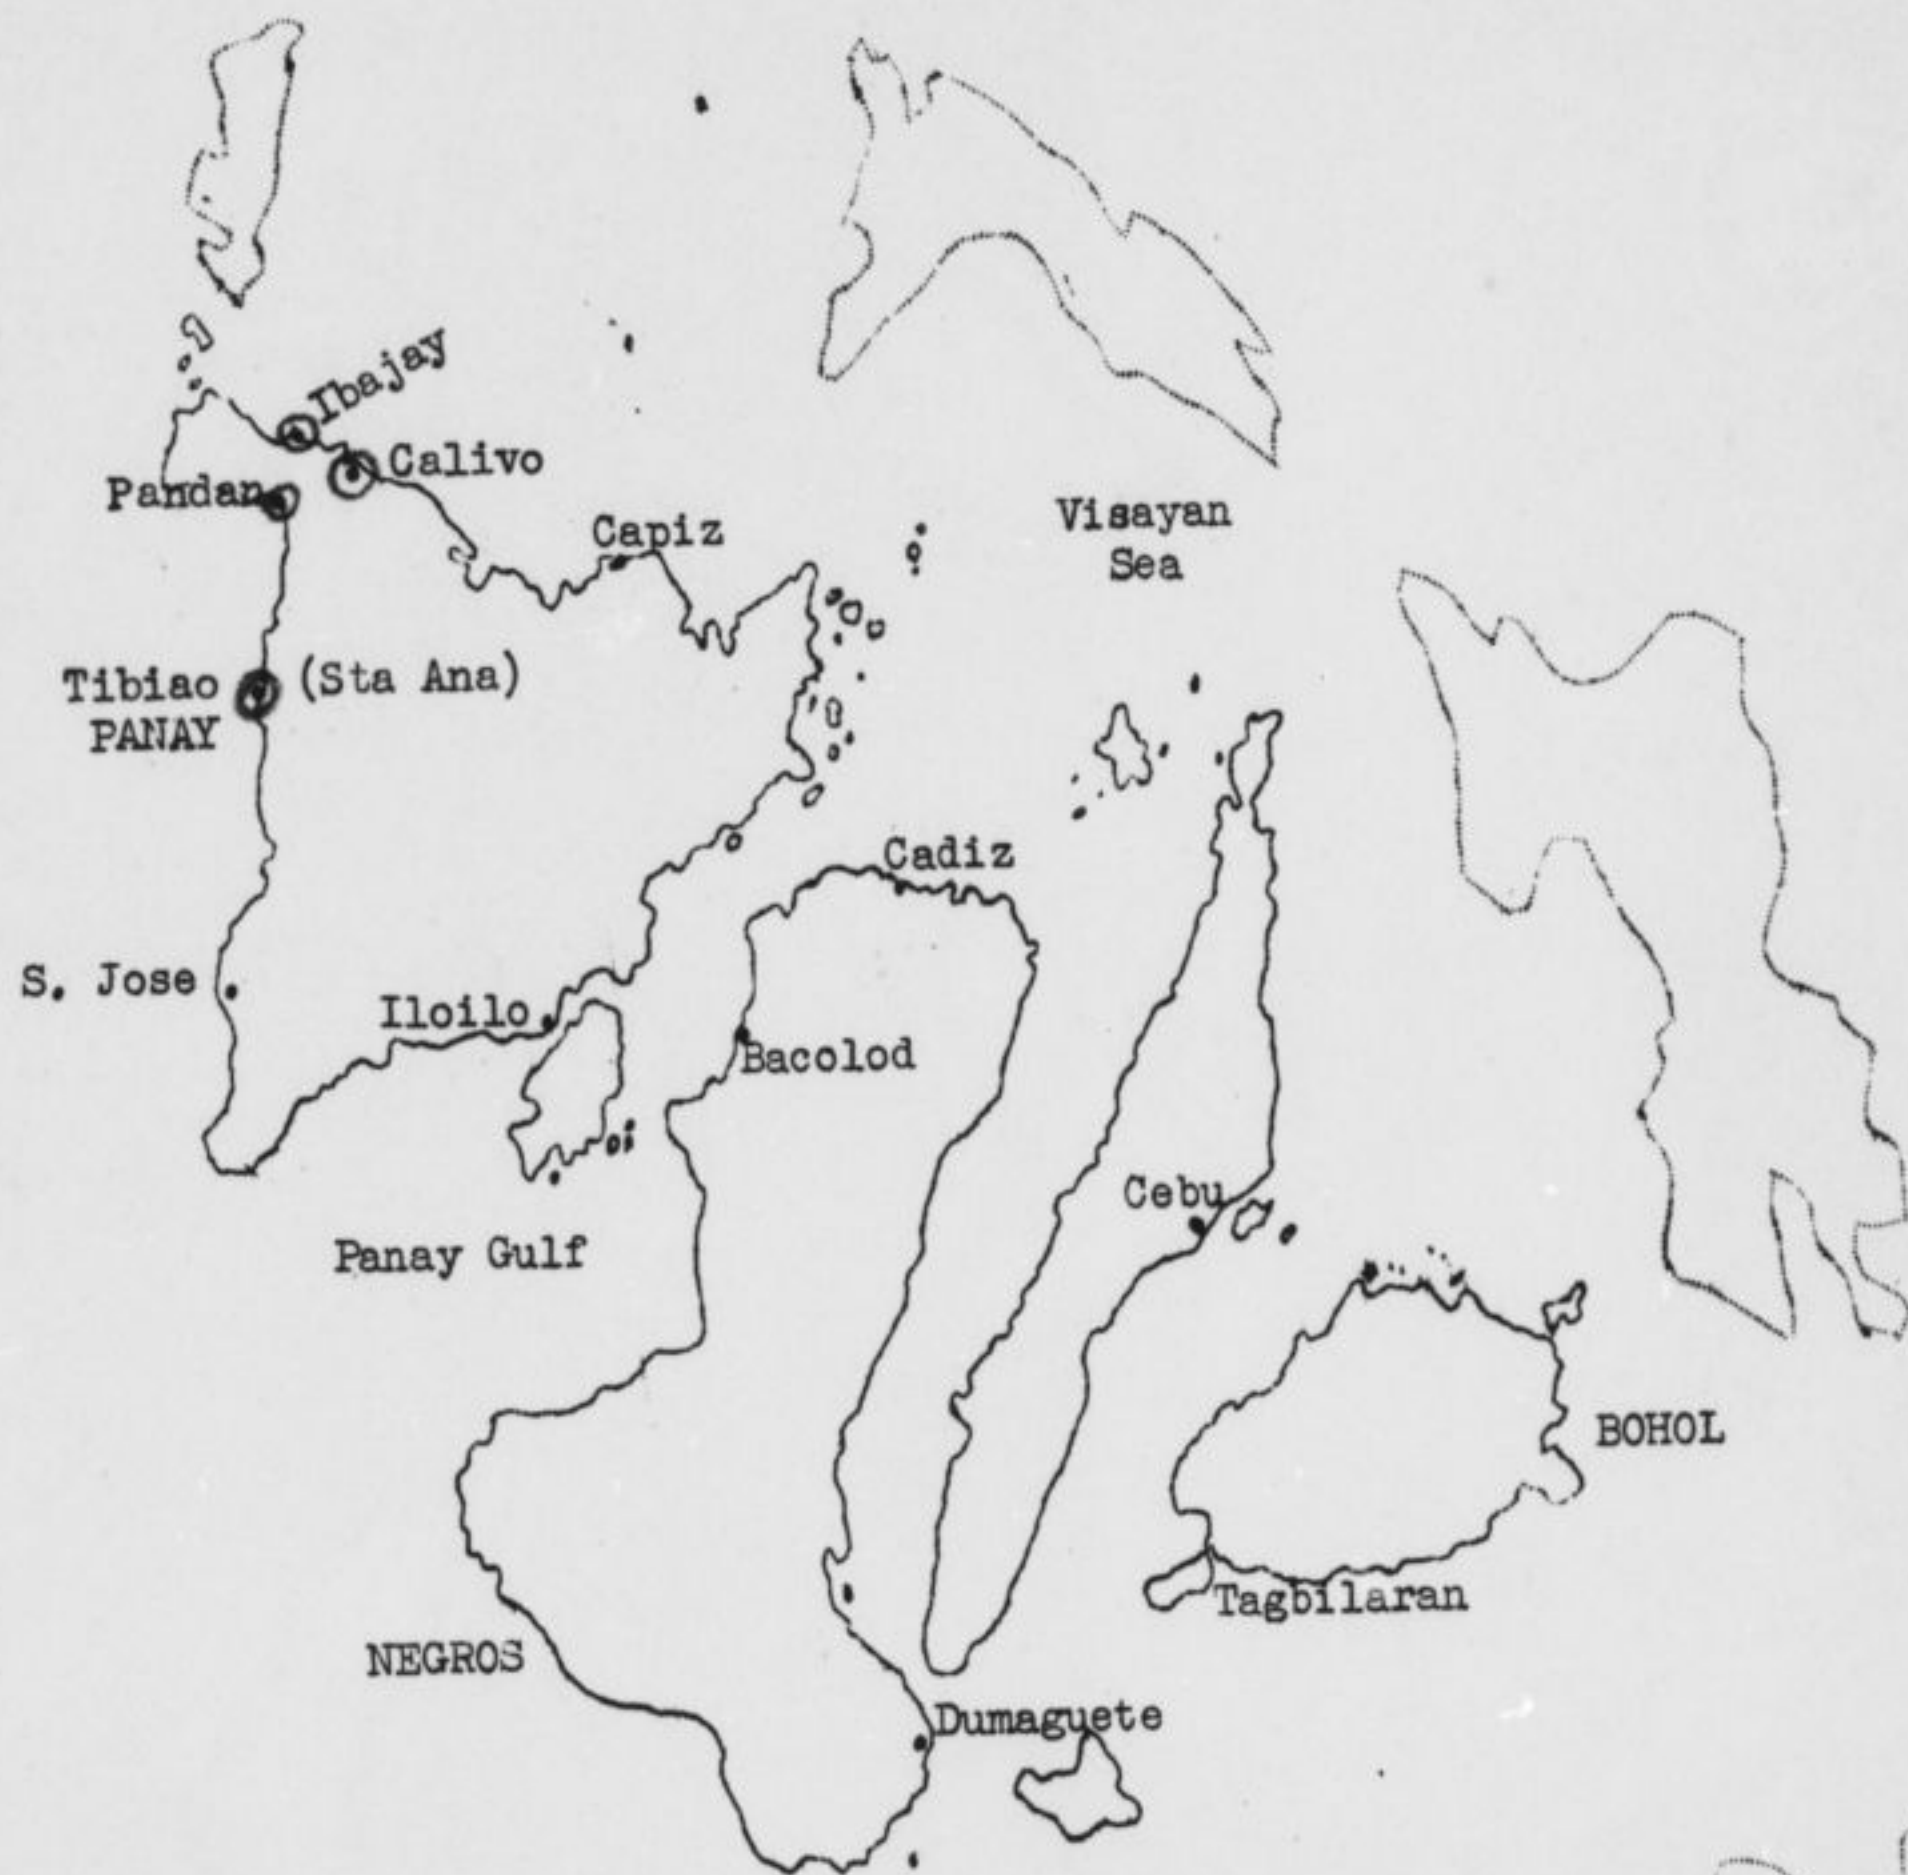 Ibajay
Calivo
Pandan
Capiz
Visayan
Sea
Tibiao (Sta Ana)
PANAY
Cadiz
S. Jose
Iloilo
Bacolod
Cebu
Panay Gulf
BOHOL
Tagbilaran
NEGROS
Dumaguete